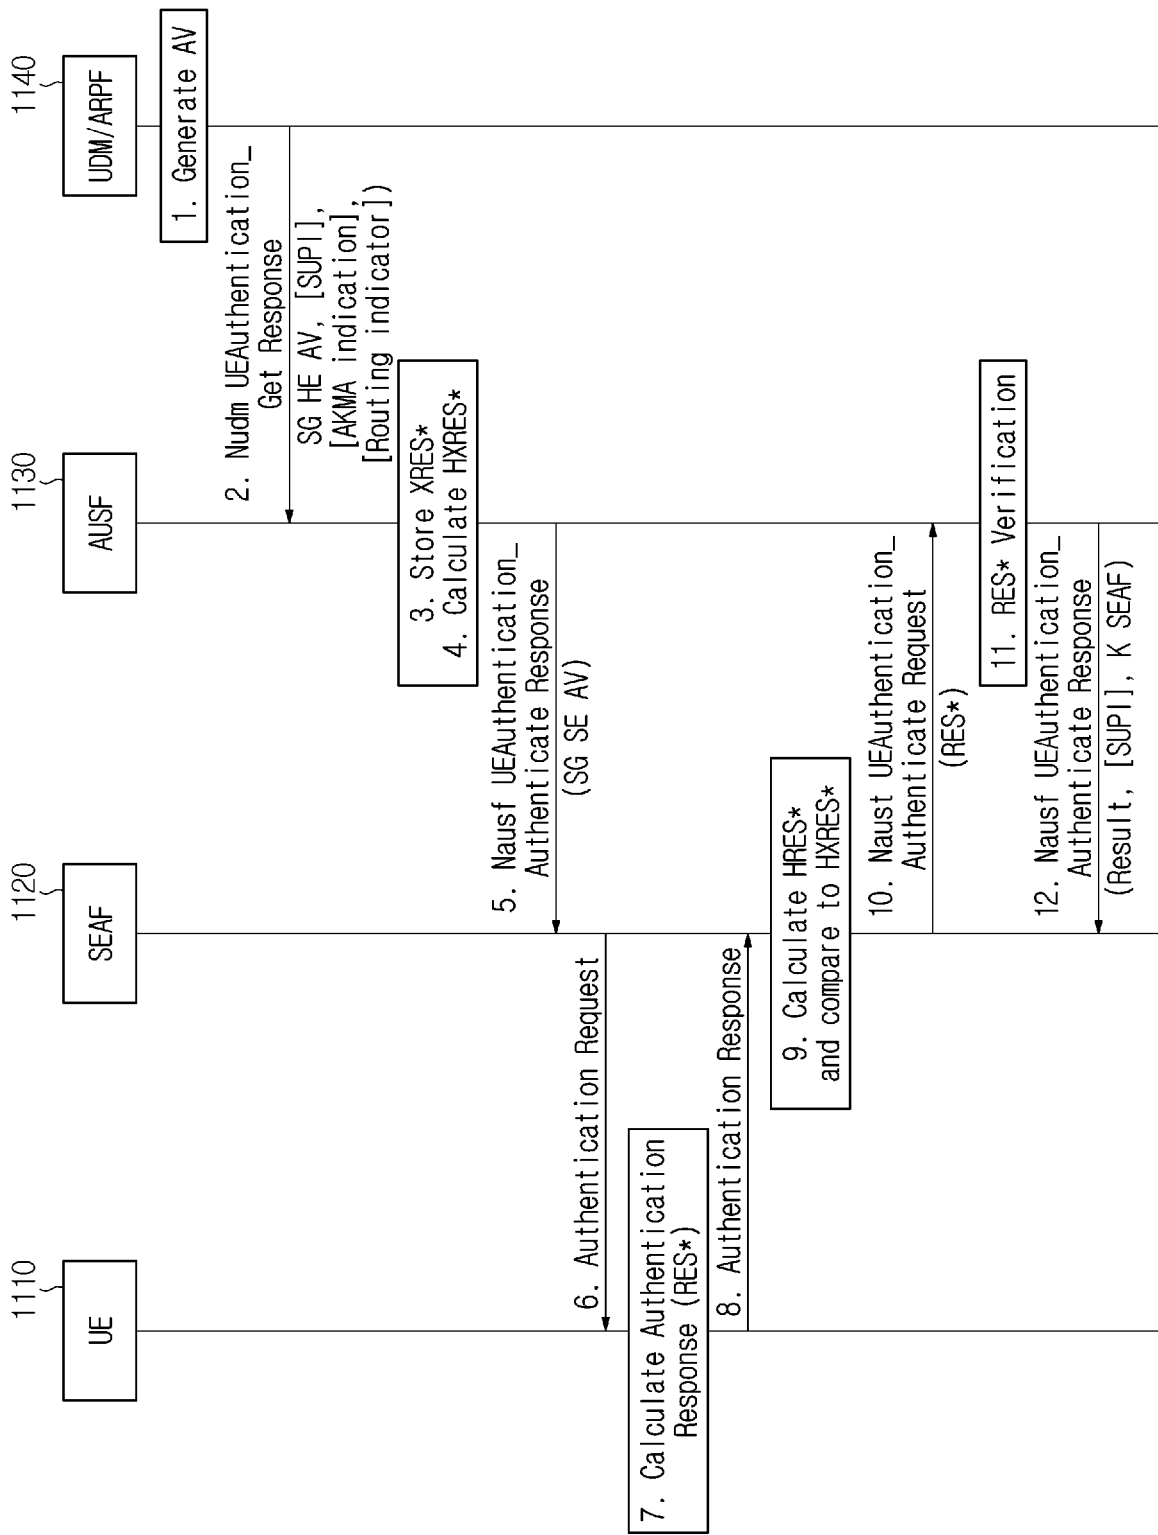 1110
UE
1120
SEAF
1130
AUSF
1140
UDM/ARPF
1. Generate AV
2. Nudm UEAuthentication_
Get Response
SG HE AV, [SUPI],
[AKMA indication],
[Routing indicator])
3. Store XRES*
4. Calculate HXRES*
5. Nausf UEAuthentication_
Authenticate Response
(SG SE AV)
6. Authentication Request
7. Calculate Authentication
Response (RES*)
8. Authentication Response
9. Calculate HRES*
and compare to HXRES*
10. Naust UEAuthentication_
Authenticate Request
(RES*)
11. RES* Verification
12. Nausf UEAuthentication_
Authenticate Response
(Result, [SUPI], K SEAF)